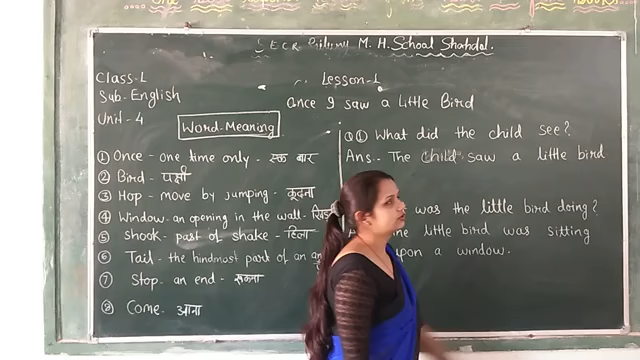 S E C R Railway M. H. School Shahdol
Class-1
Sub- English
Unit - 4
Lesson-1
Once I saw a Little Bird
Word-Meaning
① Once - one time only - एक बार
② Bird - पक्षी
③ Hop - move by jumping - कूदना
④ Window - an opening in the wall -
⑤ Shook - past of shake - हिला
⑥ Tail - the hindmost part of an
⑦ Stop - an end - रूकना
⑧ Come - आना
Q① What did the child see?
Ans. The child saw a little bird
was the little bird doing?
little bird was sitting
upon a window.